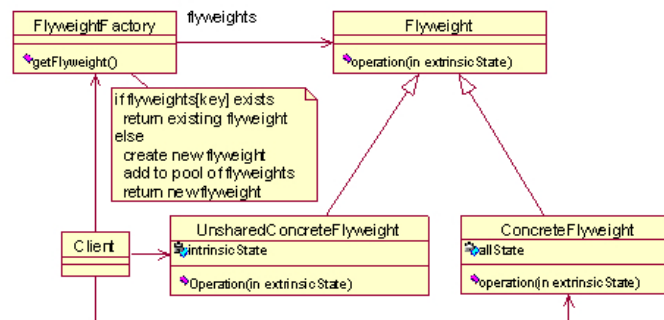 FlyweightFactory
getFlyweight()
flyweights
Flyweight
operation(in extrinsicState)
if flyweights[key] exists
return existing flyweight
else
create new flyweight
add to pool of flyweights
return new flyweight
Client
UnsharedConcreteFlyweight
intrinsicState
Operation(in extrinsicState)
ConcreteFlyweight
allState
operation(in extrinsicState)